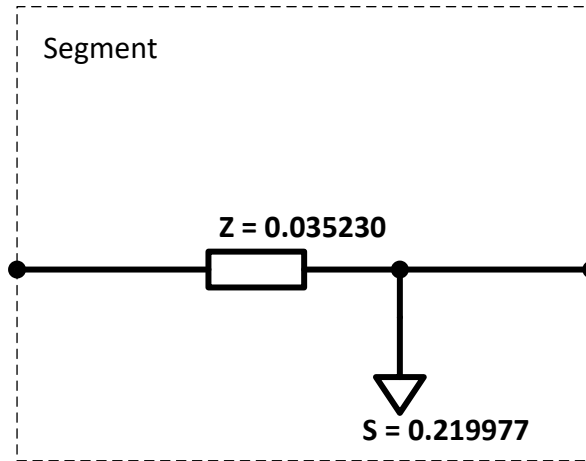 Segment
Z = 0.035230
S = 0.219977